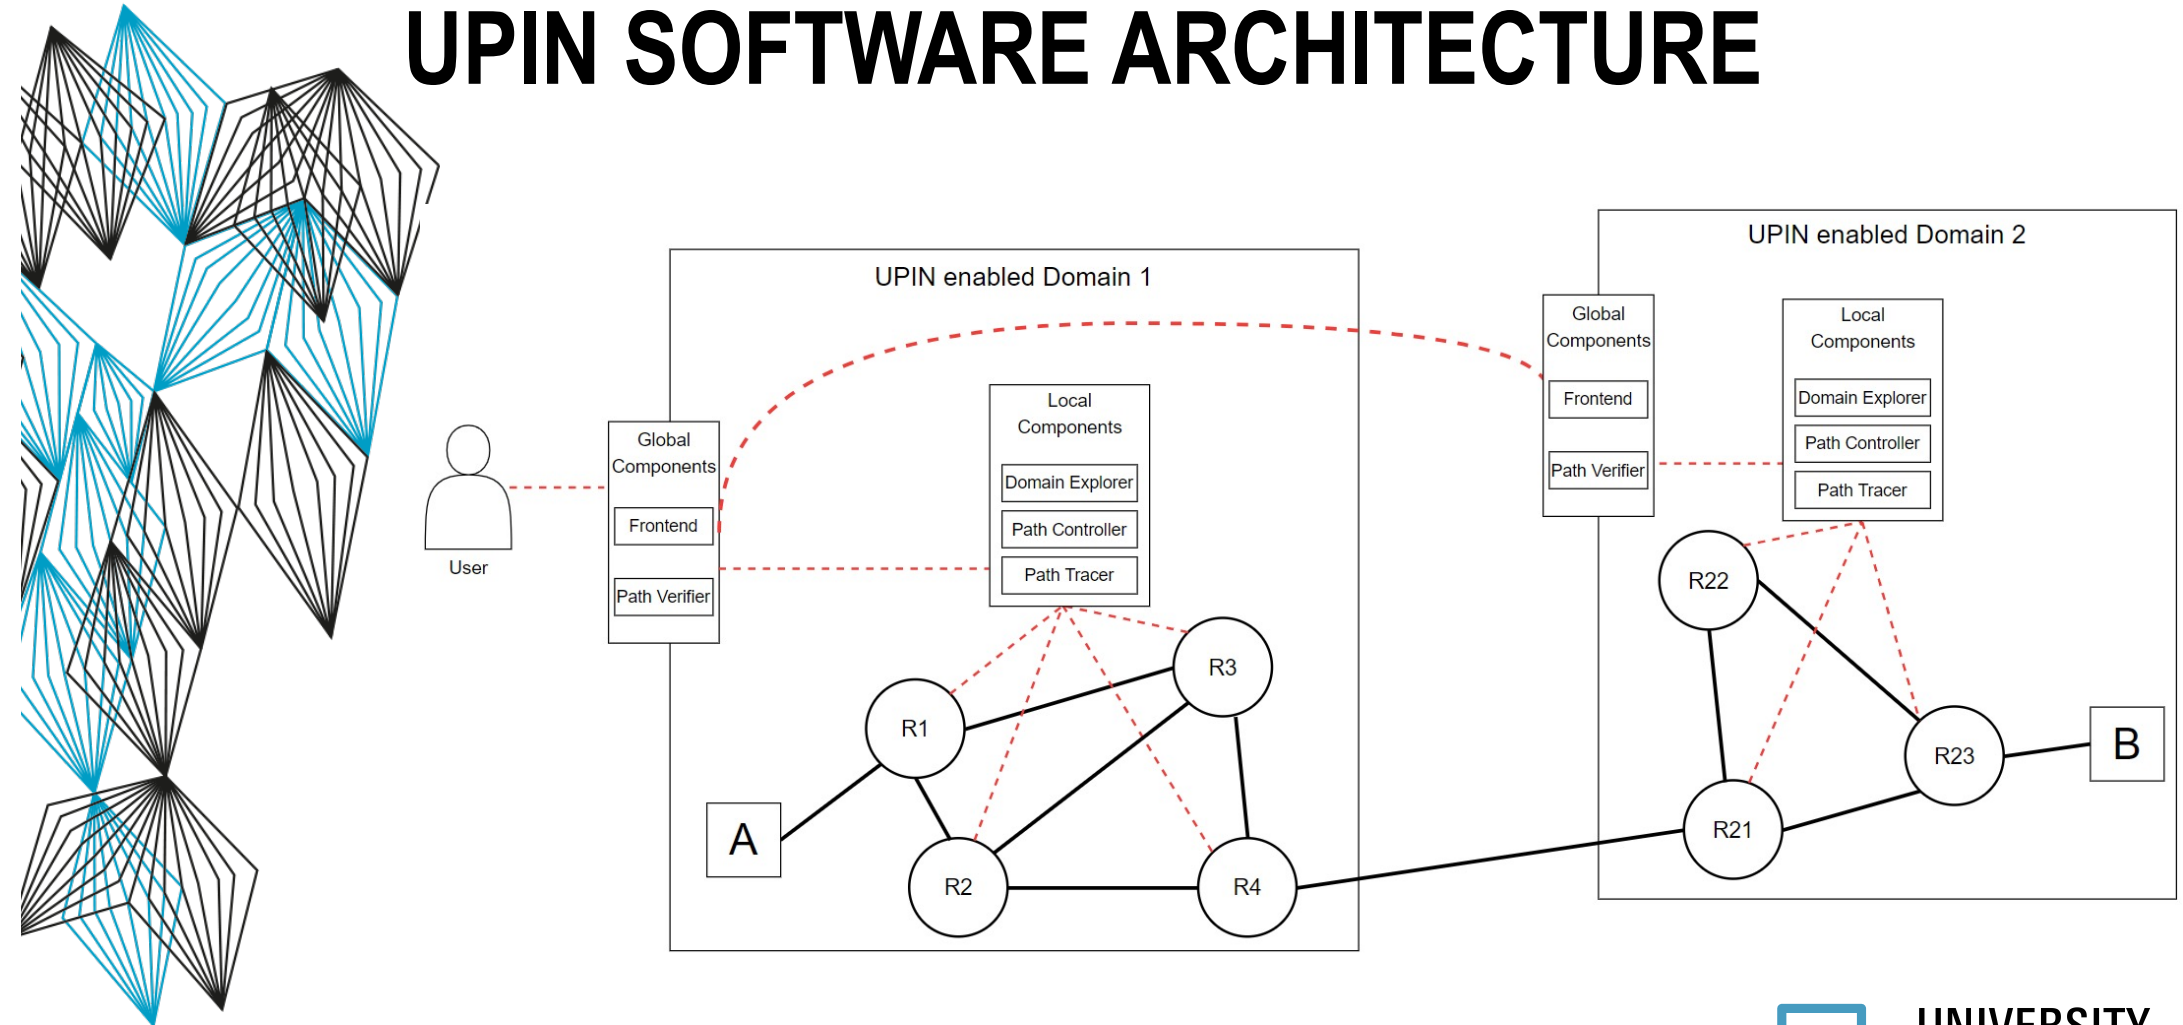 UPIN SOFTWARE ARCHITECTURE
UPIN enabled Domain 1
UPIN enabled Domain 2
User
Global
Components
Frontend
Path Verifier
Local
Components
Domain Explorer
Path Controller
Path Tracer
R1
R3
R2
R4
A
Global
Components
Frontend
Path Verifier
Local
Components
Domain Explorer
Path Controller
Path Tracer
R22
R23
R21
B
UNIVERSITY